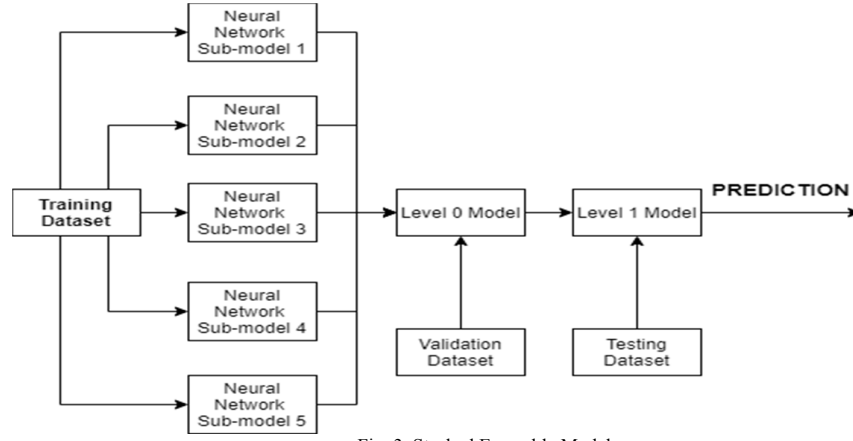 Neural
Network
Sub-model 1
Neural
Network
Sub-model 2
Training
Dataset
Neural
Network
Sub-model 3
Level 0 Model
Level 1 Model
PREDICTION
Neural
Network
Sub-model 4
Validation
Dataset
Testing
Dataset
Neural
Network
Sub-model 5